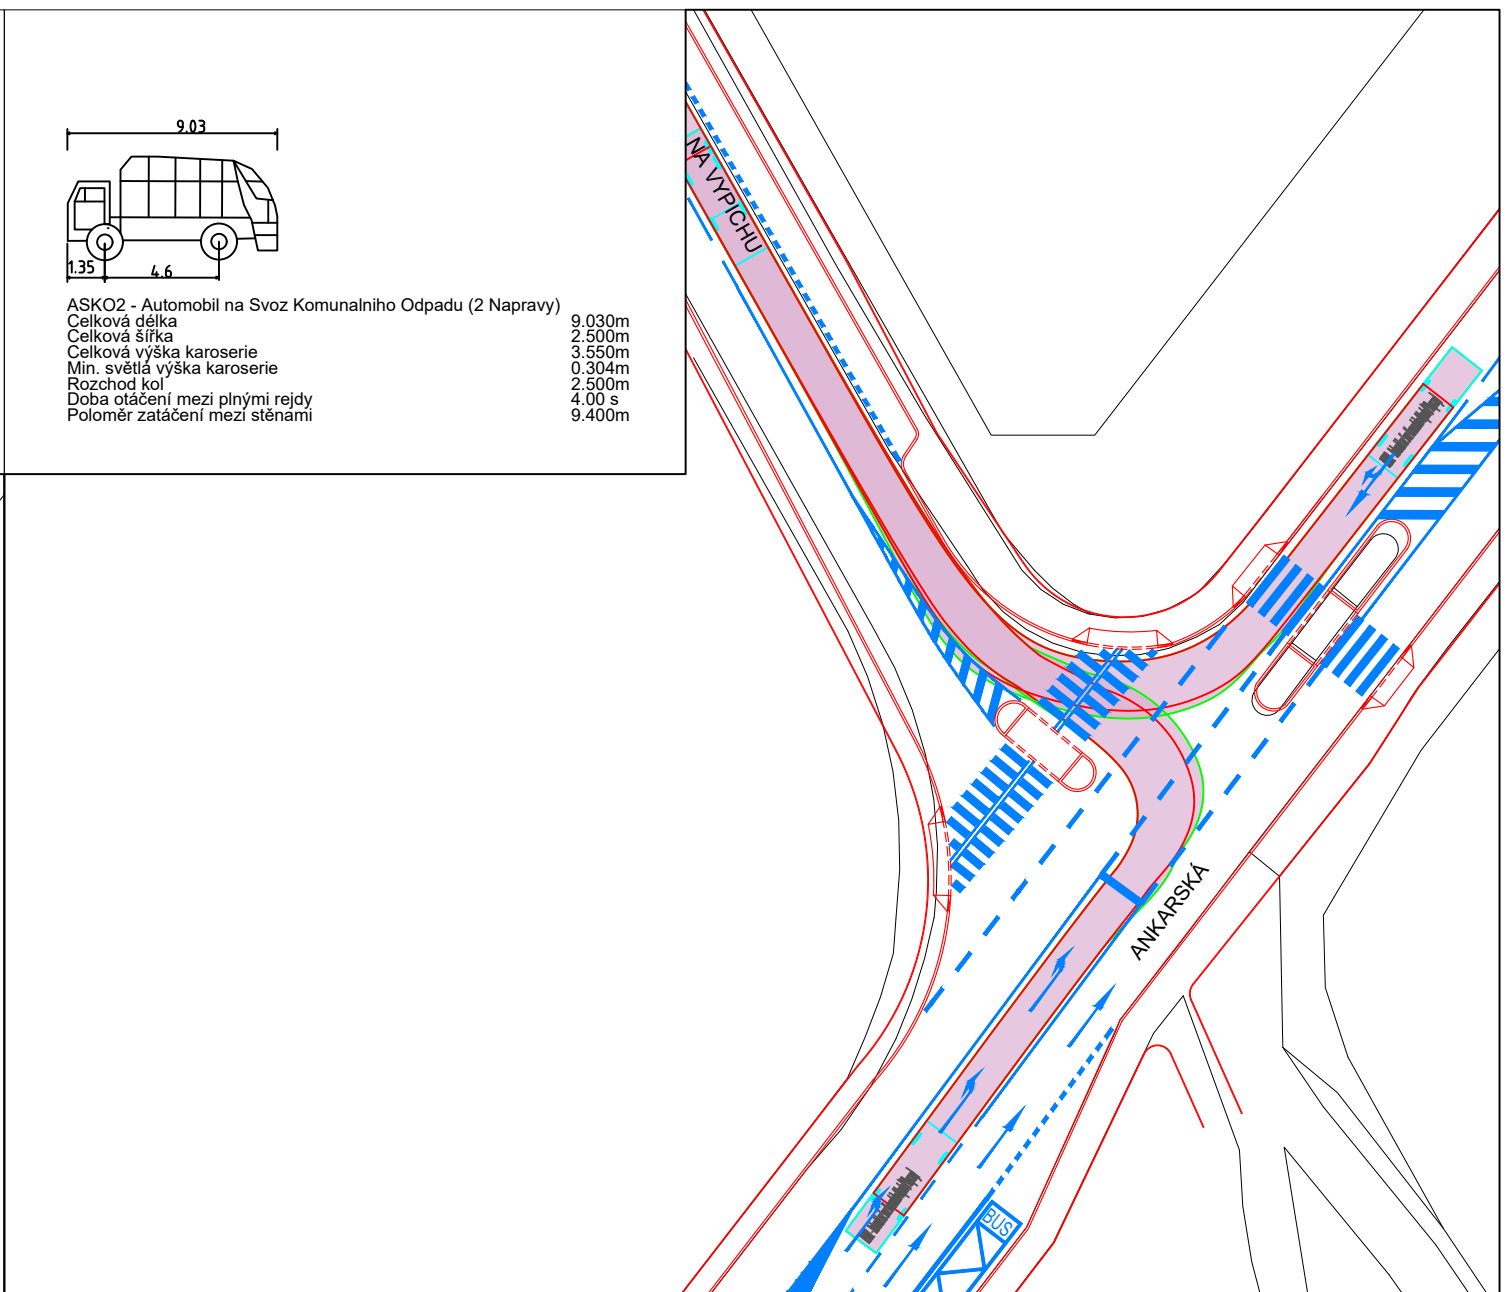 9.03
1.35
4.6
ASKO2 - Automobil na Svoz Komunalniho Odpadu (2 Napravy)
Celková délka 9.030m
Celková šířka 2.500m
Celková výška karoserie 3.550m
Min. světlá výška karoserie 0.304m
Rozchod kol 2.500m
Doba otáčení mezi plnými rejdy 4.00 s
Poloměr zatáčení mezi stěnami 9.400m
NA VYPICHU
ANKARSKÁ
BUS